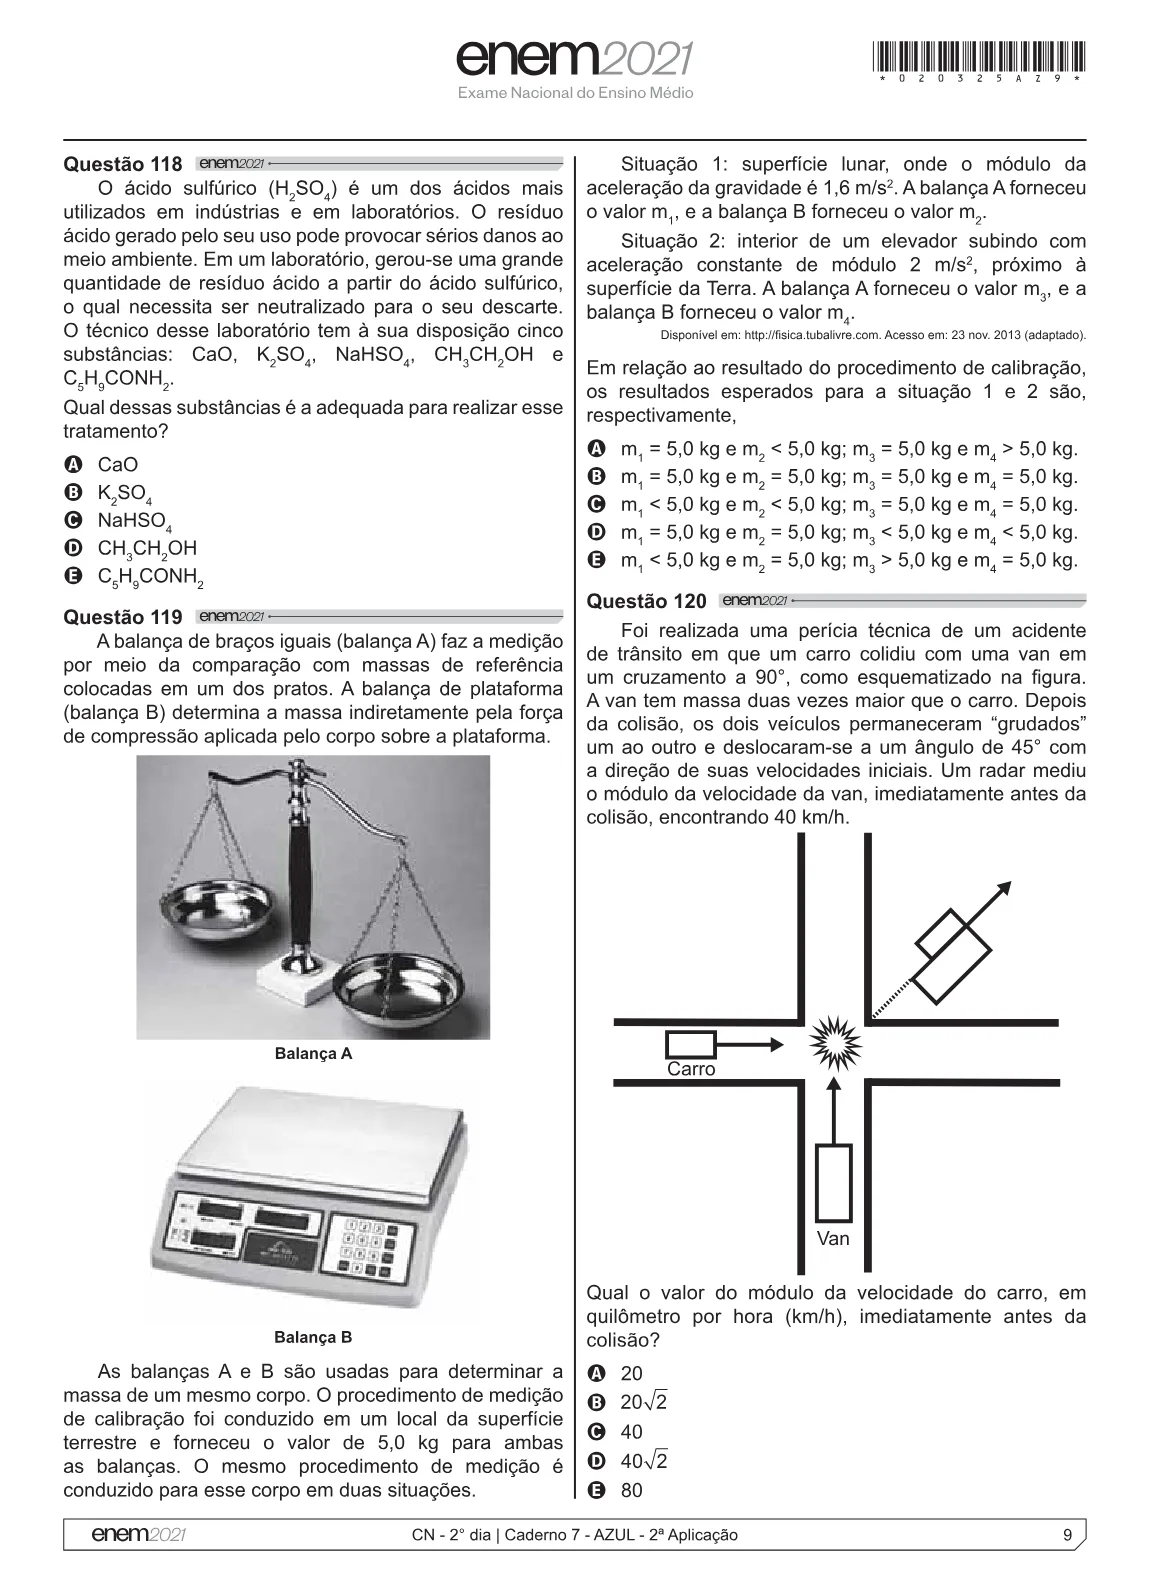 enem2021
Exame Nacional do Ensino Médio
*020325AZ9*
Questão 118 enem2021
O ácido sulfúrico (H₂SO₄) é um dos ácidos mais
utilizados em indústrias e em laboratórios. O resíduo
ácido gerado pelo seu uso pode provocar sérios danos ao
meio ambiente. Em um laboratório, gerou-se uma grande
quantidade de resíduo ácido a partir do ácido sulfúrico,
o qual necessita ser neutralizado para o seu descarte.
O técnico desse laboratório tem à sua disposição cinco
substâncias: CaO, K₂SO₄, NaHSO₄, CH₃CH₂OH e
C₅H₉CONH₂.
Qual dessas substâncias é a adequada para realizar esse
tratamento?
A CaO
B K₂SO₄
C NaHSO₄
D CH₃CH₂OH
E C₅H₉CONH₂
Questão 119 enem2021
A balança de braços iguais (balança A) faz a medição
por meio da comparação com massas de referência
colocadas em um dos pratos. A balança de plataforma
(balança B) determina a massa indiretamente pela força
de compressão aplicada pelo corpo sobre a plataforma.
Balança A
Balança B
As balanças A e B são usadas para determinar a
massa de um mesmo corpo. O procedimento de medição
de calibração foi conduzido em um local da superfície
terrestre e forneceu o valor de 5,0 kg para ambas
as balanças. O mesmo procedimento de medição é
conduzido para esse corpo em duas situações.
Situação 1: superfície lunar, onde o módulo da
aceleração da gravidade é 1,6 m/s². A balança A forneceu
o valor m₁, e a balança B forneceu o valor m₂.
Situação 2: interior de um elevador subindo com
aceleração constante de módulo 2 m/s², próximo à
superfície da Terra. A balança A forneceu o valor m₃, e a
balança B forneceu o valor m₄.
Disponível em: http://fisica.tubalivre.com. Acesso em: 23 nov. 2013 (adaptado).
Em relação ao resultado do procedimento de calibração,
os resultados esperados para a situação 1 e 2 são,
respectivamente,
A m₁ = 5,0 kg e m₂ < 5,0 kg; m₃ = 5,0 kg e m₄ > 5,0 kg.
B m₁ = 5,0 kg e m₂ = 5,0 kg; m₃ = 5,0 kg e m₄ = 5,0 kg.
C m₁ < 5,0 kg e m₂ < 5,0 kg; m₃ = 5,0 kg e m₄ = 5,0 kg.
D m₁ = 5,0 kg e m₂ = 5,0 kg; m₃ < 5,0 kg e m₄ < 5,0 kg.
E m₁ < 5,0 kg e m₂ = 5,0 kg; m₃ > 5,0 kg e m₄ = 5,0 kg.
Questão 120 enem2021
Foi realizada uma perícia técnica de um acidente
de trânsito em que um carro colidiu com uma van em
um cruzamento a 90°, como esquematizado na figura.
A van tem massa duas vezes maior que o carro. Depois
da colisão, os dois veículos permaneceram “grudados”
um ao outro e deslocaram-se a um ângulo de 45° com
a direção de suas velocidades iniciais. Um radar mediu
o módulo da velocidade da van, imediatamente antes da
colisão, encontrando 40 km/h.
Carro
Van
Qual o valor do módulo da velocidade do carro, em
quilômetro por hora (km/h), imediatamente antes da
colisão?
A 20
B 20√2
C 40
D 40√2
E 80
enem2021
CN - 2° dia | Caderno 7 - AZUL - 2ª Aplicação
9